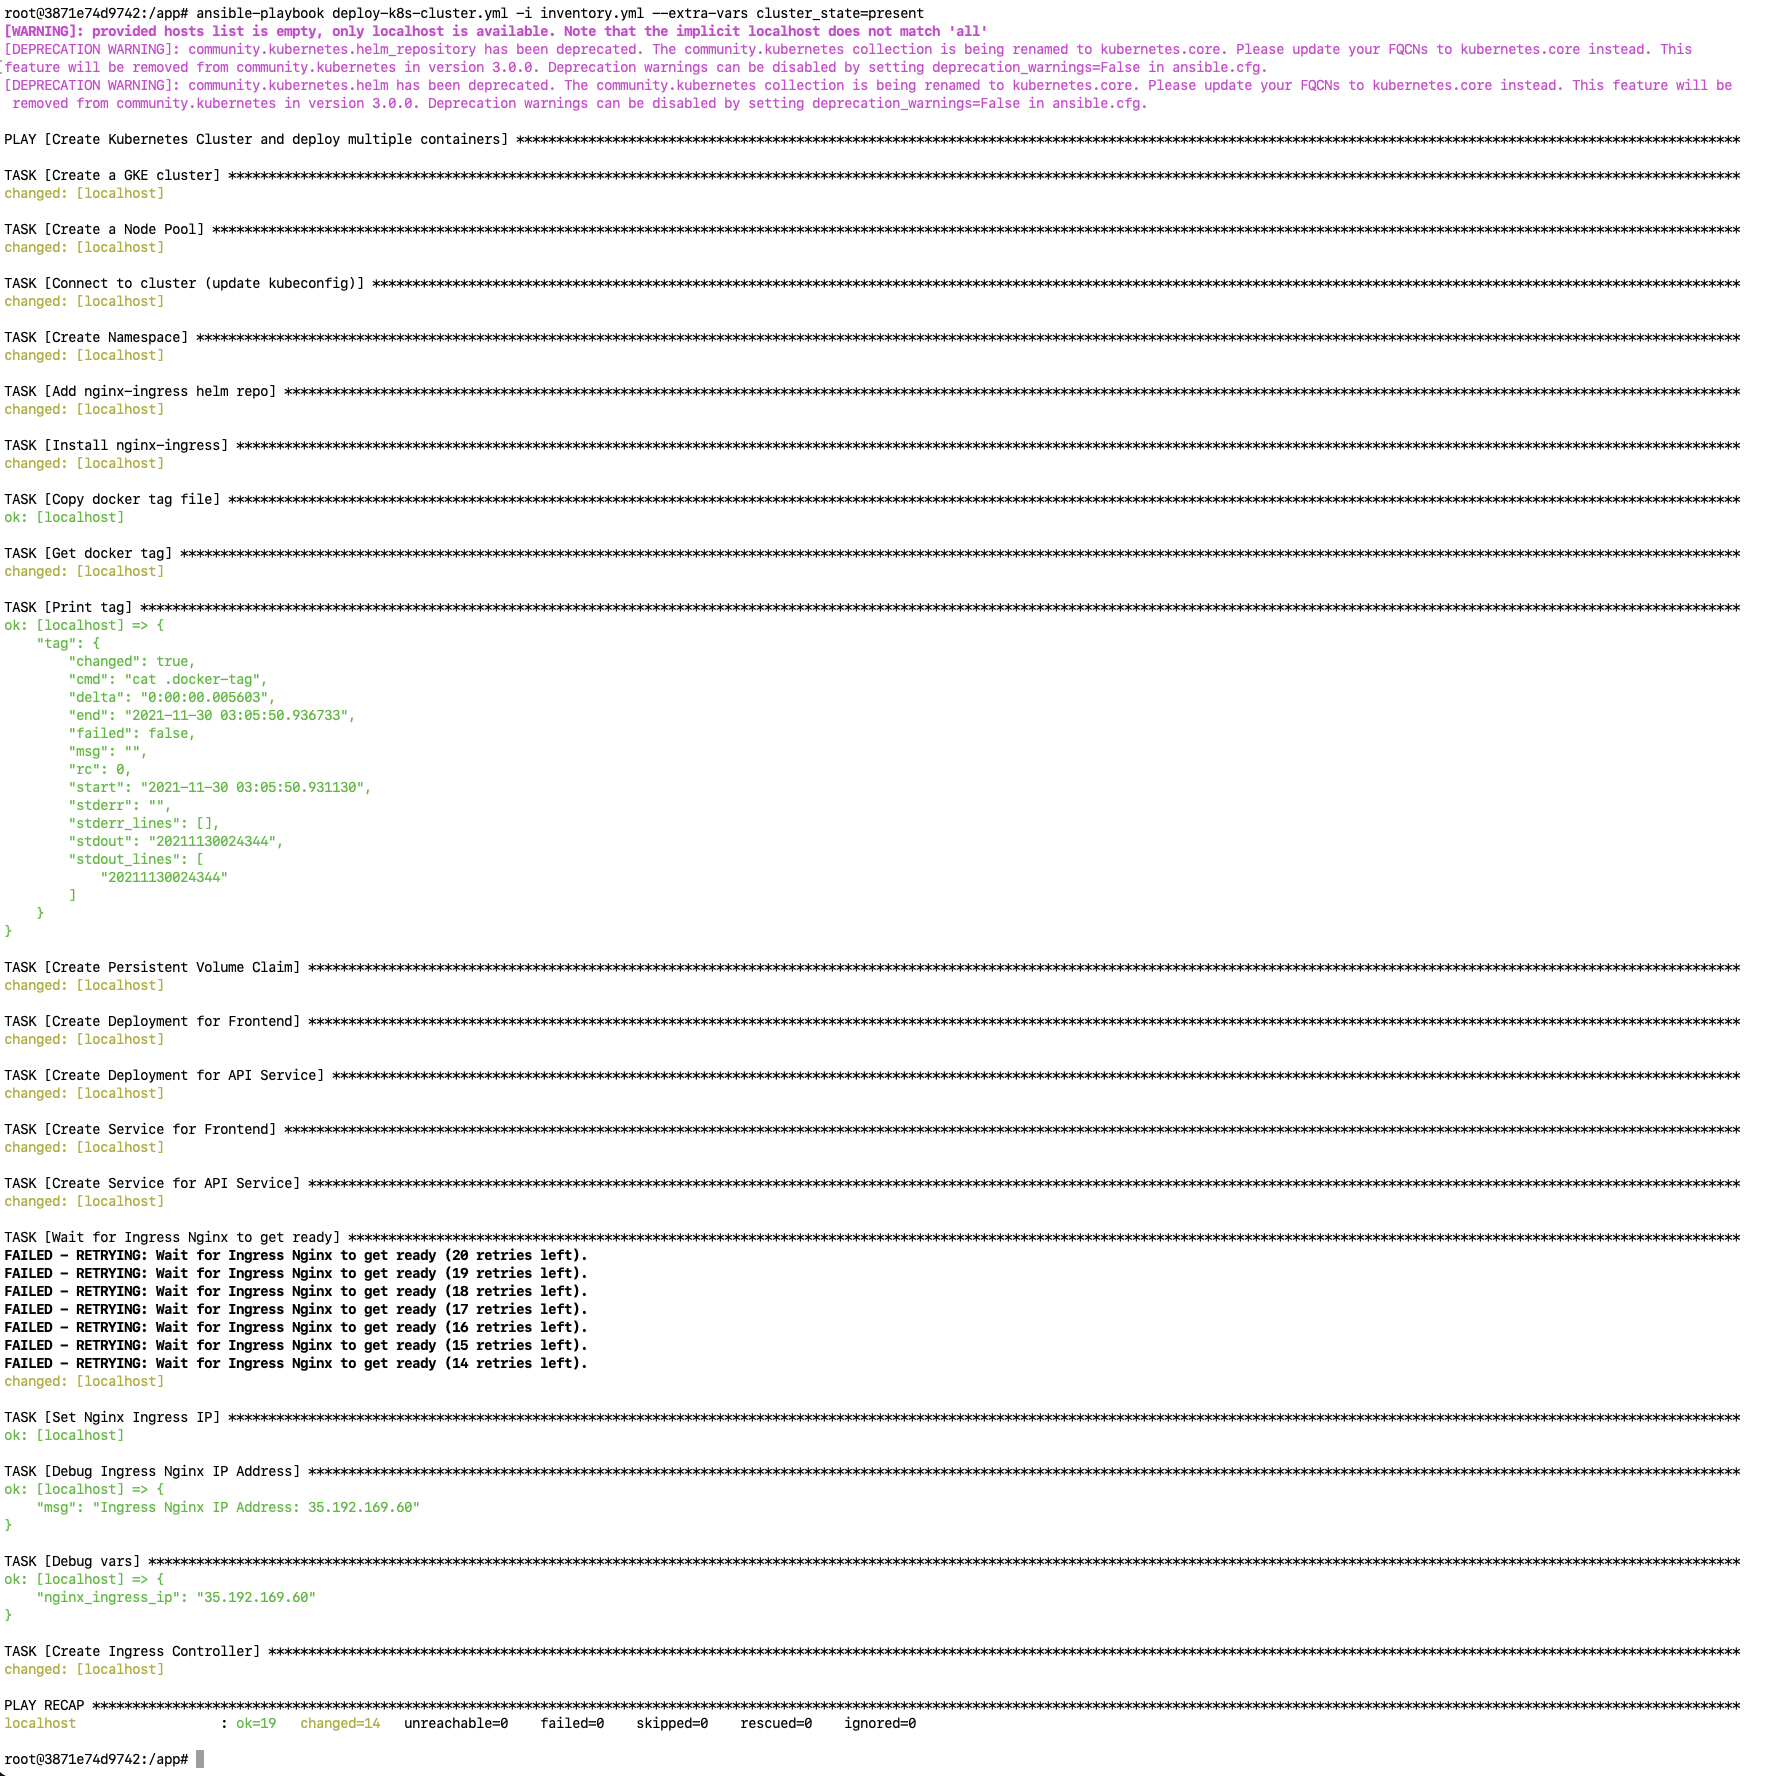 root@3871e74d9742:/app# ansible-playbook deploy-k8s-cluster.yml -i inventory.yml --extra-vars cluster_state=present
[WARNING]: provided hosts list is empty, only localhost is available. Note that the implicit localhost does not match 'all'
[DEPRECATION WARNING]: community.kubernetes.helm_repository has been deprecated. The community.kubernetes collection is being renamed to kubernetes.core. Please update your FQCNs to kubernetes.core instead. This
feature will be removed from community.kubernetes in version 3.0.0. Deprecation warnings can be disabled by setting deprecation_warnings=False in ansible.cfg.
[DEPRECATION WARNING]: community.kubernetes.helm has been deprecated. The community.kubernetes collection is being renamed to kubernetes.core. Please update your FQCNs to kubernetes.core instead. This feature will be
removed from community.kubernetes in version 3.0.0. Deprecation warnings can be disabled by setting deprecation_warnings=False in ansible.cfg.
PLAY [Create Kubernetes Cluster and deploy multiple containers] *********************************************************************************************************************************************************
TASK [Create a GKE cluster] *********************************************************************************************************************************************************************************************
changed: [localhost]
TASK [Create a Node Pool] ***********************************************************************************************************************************************************************************************
changed: [localhost]
TASK [Connect to cluster (update kubeconfig)] ***************************************************************************************************************************************************************************
changed: [localhost]
TASK [Create Namespace] *************************************************************************************************************************************************************************************************
changed: [localhost]
TASK [Add nginx-ingress helm repo] **************************************************************************************************************************************************************************************
changed: [localhost]
TASK [Install nginx-ingress] ********************************************************************************************************************************************************************************************
changed: [localhost]
TASK [Copy docker tag file] *********************************************************************************************************************************************************************************************
ok: [localhost]
TASK [Get docker tag] ***************************************************************************************************************************************************************************************************
changed: [localhost]
TASK [Print tag] ********************************************************************************************************************************************************************************************************
ok: [localhost] => {
    "tag": {
        "changed": true,
        "cmd": "cat .docker-tag",
        "delta": "0:00:00.005603",
        "end": "2021-11-30 03:05:50.936733",
        "failed": false,
        "msg": "",
        "rc": 0,
        "start": "2021-11-30 03:05:50.931130",
        "stderr": "",
        "stderr_lines": [],
        "stdout": "20211130024344",
        "stdout_lines": [
            "20211130024344"
        ]
    }
}
TASK [Create Persistent Volume Claim] ***********************************************************************************************************************************************************************************
changed: [localhost]
TASK [Create Deployment for Frontend] ***********************************************************************************************************************************************************************************
changed: [localhost]
TASK [Create Deployment for API Service] ********************************************************************************************************************************************************************************
changed: [localhost]
TASK [Create Service for Frontend] **************************************************************************************************************************************************************************************
changed: [localhost]
TASK [Create Service for API Service] ***********************************************************************************************************************************************************************************
changed: [localhost]
TASK [Wait for Ingress Nginx to get ready] ******************************************************************************************************************************************************************************
FAILED - RETRYING: Wait for Ingress Nginx to get ready (20 retries left).
FAILED - RETRYING: Wait for Ingress Nginx to get ready (19 retries left).
FAILED - RETRYING: Wait for Ingress Nginx to get ready (18 retries left).
FAILED - RETRYING: Wait for Ingress Nginx to get ready (17 retries left).
FAILED - RETRYING: Wait for Ingress Nginx to get ready (16 retries left).
FAILED - RETRYING: Wait for Ingress Nginx to get ready (15 retries left).
FAILED - RETRYING: Wait for Ingress Nginx to get ready (14 retries left).
changed: [localhost]
TASK [Set Nginx Ingress IP] *********************************************************************************************************************************************************************************************
ok: [localhost]
TASK [Debug Ingress Nginx IP Address] ***********************************************************************************************************************************************************************************
ok: [localhost] => {
    "msg": "Ingress Nginx IP Address: 35.192.169.60"
}
TASK [Debug vars] *******************************************************************************************************************************************************************************************************
ok: [localhost] => {
    "nginx_ingress_ip": "35.192.169.60"
}
TASK [Create Ingress Controller] ****************************************************************************************************************************************************************************************
changed: [localhost]
PLAY RECAP **************************************************************************************************************************************************************************************************************
localhost                  : ok=19   changed=14   unreachable=0    failed=0    skipped=0    rescued=0    ignored=0
root@3871e74d9742:/app#